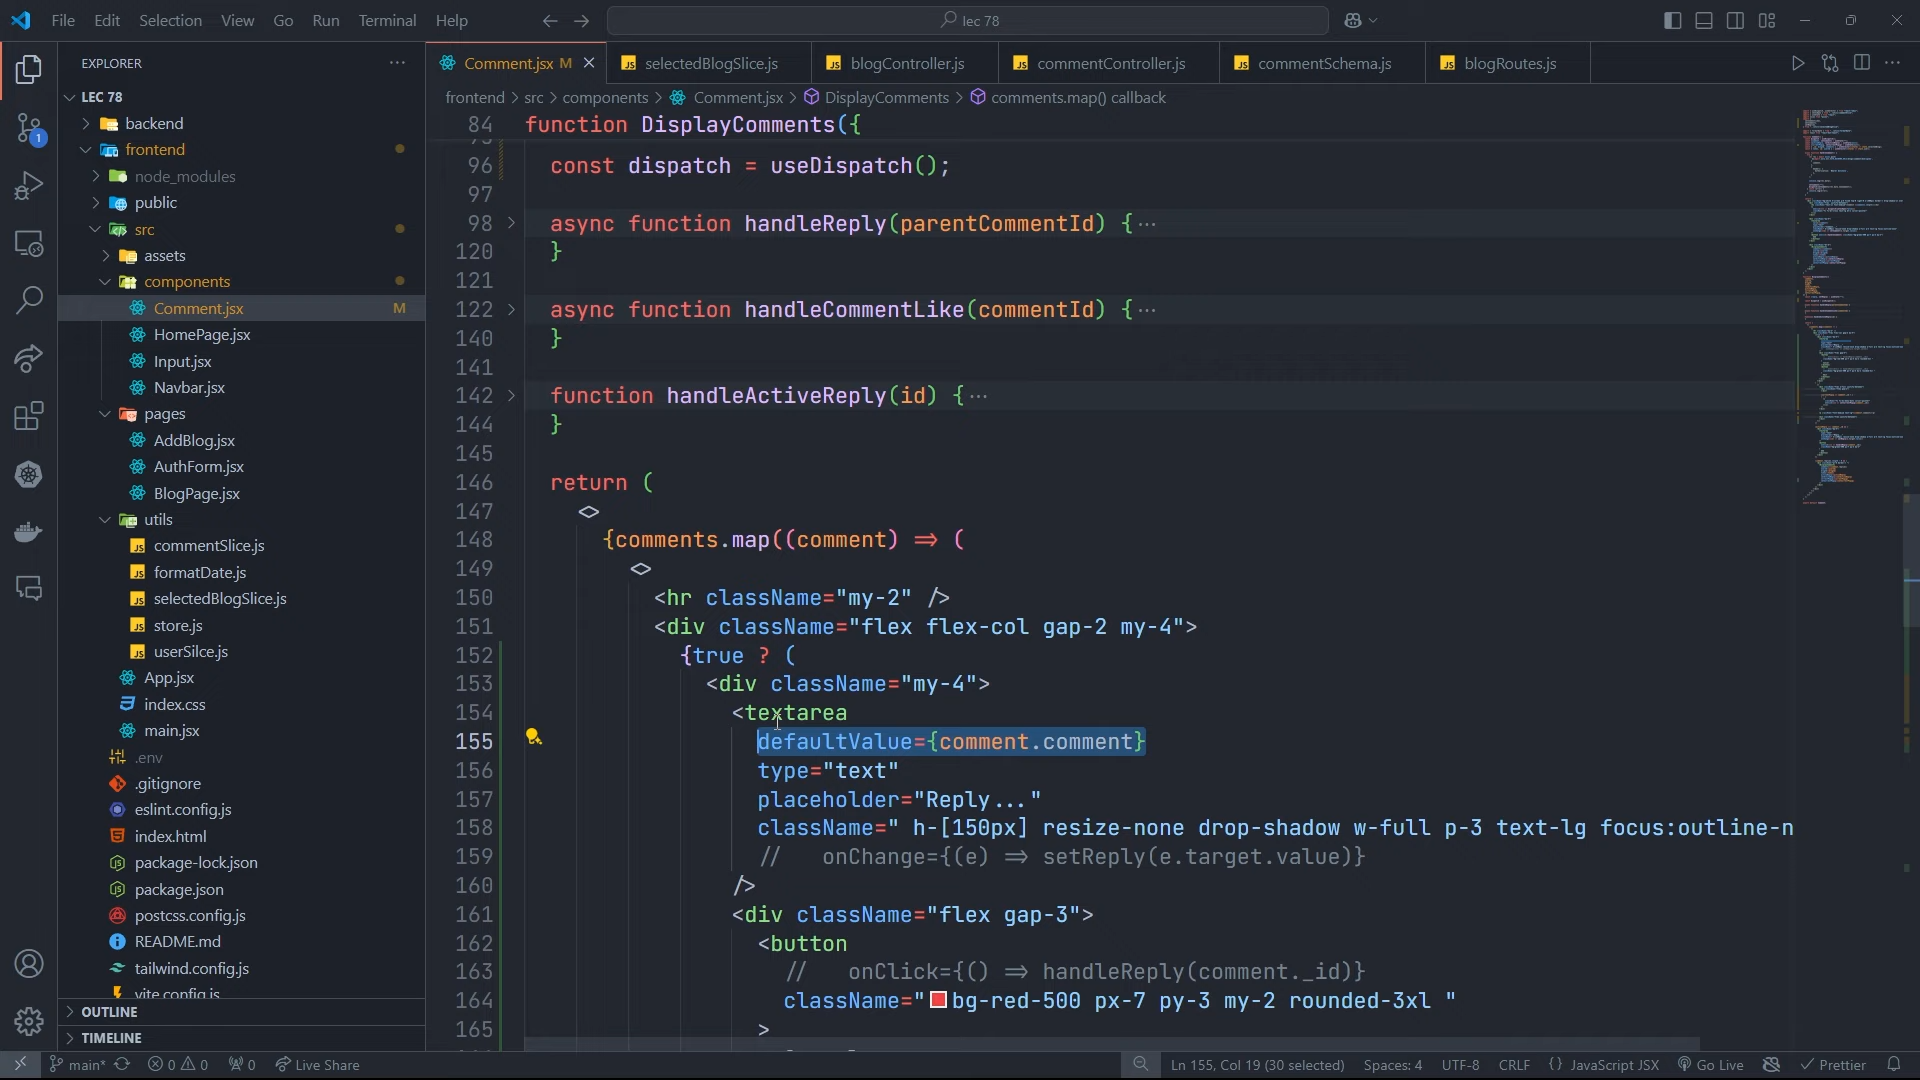 File Edit Selection View Go Run Terminal Help
lec 78
EXPLORER
LEC 78
backend
frontend
node_modules
public
src
assets
components
Comment.jsx M
HomePage.jsx
Input.jsx
Navbar.jsx
pages
AddBlog.jsx
AuthForm.jsx
BlogPage.jsx
utils
commentSlice.js
formatDate.js
selectedBlogSlice.js
store.js
userSilce.js
App.jsx
index.css
main.jsx
.env
.gitignore
eslint.config.js
index.html
package-lock.json
package.json
postcss.config.js
README.md
tailwind.config.js
vite.config.js
OUTLINE
TIMELINE
Comment.jsx M selectedBlogSlice.js blogController.js commentController.js commentSchema.js blogRoutes.js
frontend > src > components > Comment.jsx > DisplayComments > comments.map() callback
84 function DisplayComments({
96 const dispatch = useDispatch();
97
98 async function handleReply(parentCommentId) {…
120 }
121
122 async function handleCommentLike(commentId) {…
140 }
141
142 function handleActiveReply(id) {…
144 }
145
146 return (
147 <>
148 {comments.map((comment) => (
149 <>
150 <hr className="my-2" />
151 <div className="flex flex-col gap-2 my-4">
152 {true ? (
153 <div className="my-4">
154 <textarea
155 defaultValue={comment.comment}
156 type="text"
157 placeholder="Reply..."
158 className=" h-[150px] resize-none drop-shadow w-full p-3 text-lg focus:outline-n
159 // onChange={(e) => setReply(e.target.value)}
160 />
161 <div className="flex gap-3">
162 <button
163 // onClick={() => handleReply(comment._id)}
164 className=" bg-red-500 px-7 py-3 my-2 rounded-3xl "
165 >
1
main* 0 0 0 Live Share
Ln 155, Col 19 (30 selected) Spaces: 4 UTF-8 CRLF {} JavaScript JSX Go Live Prettier